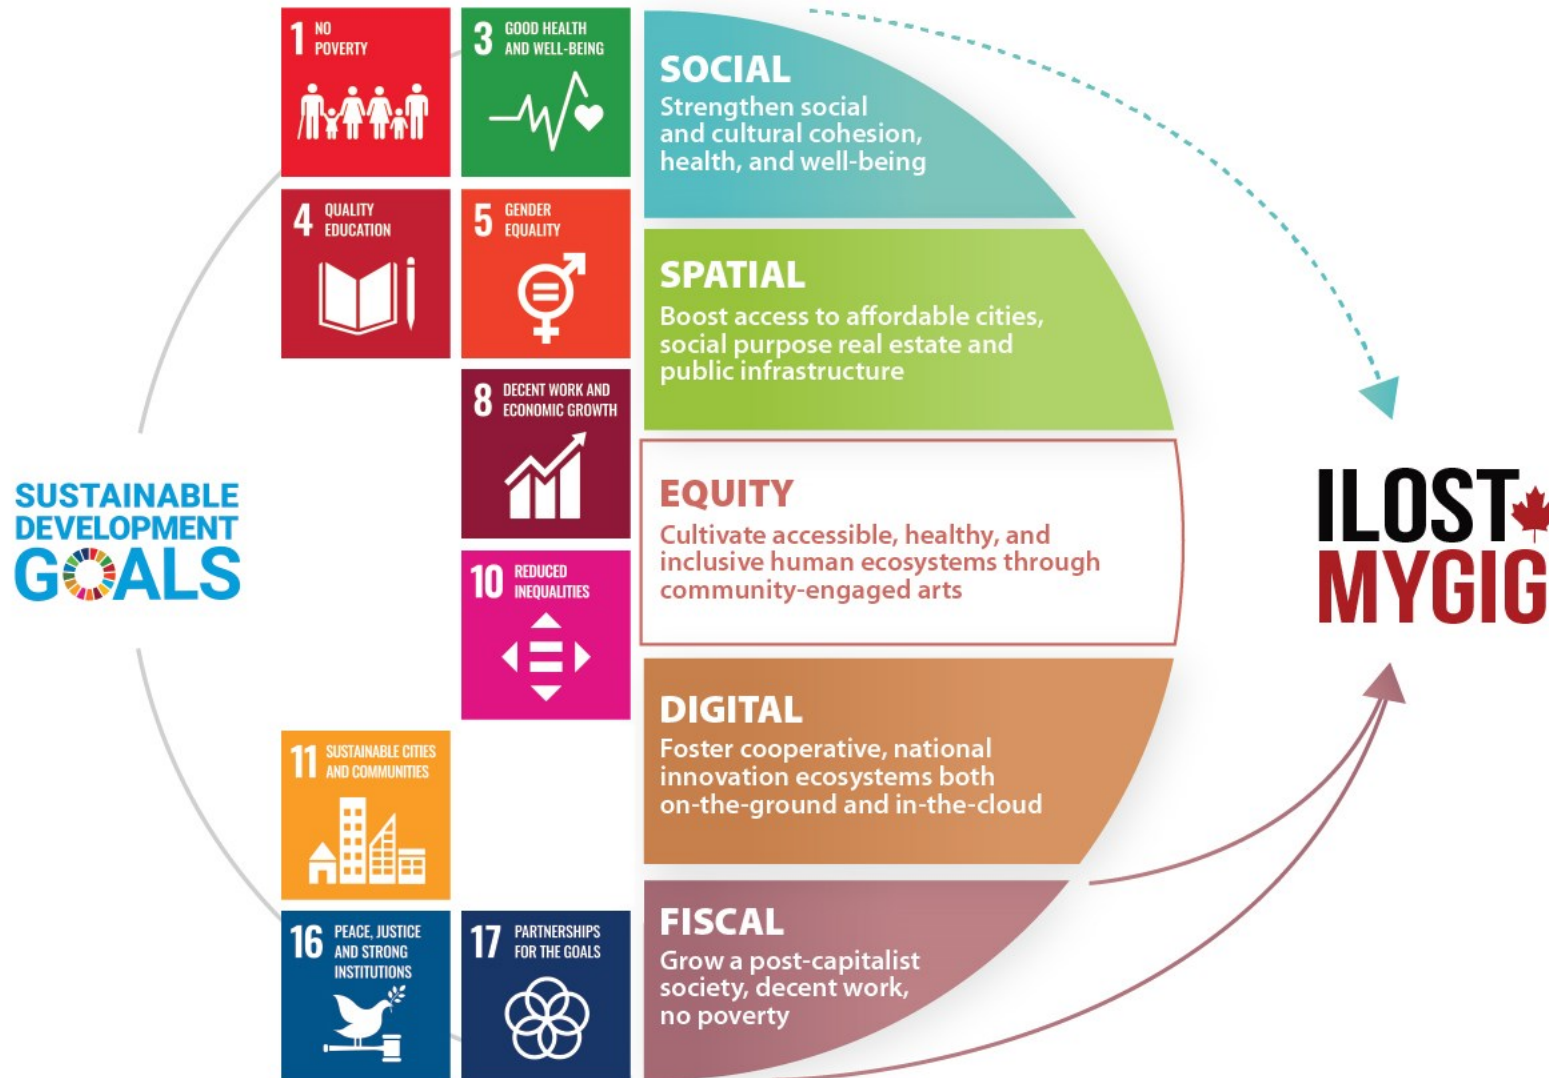 SUSTAINABLE
DEVELOPMENT
GOALS
1 NO
POVERTY
3 GOOD HEALTH
AND WELL-BEING
4 QUALITY
EDUCATION
5 GENDER
EQUALITY
8 DECENT WORK AND
ECONOMIC GROWTH
10 REDUCED
INEQUALITIES
11 SUSTAINABLE CITIES
AND COMMUNITIES
16 PEACE, JUSTICE
AND STRONG
INSTITUTIONS
17 PARTNERSHIPS
FOR THE GOALS
SOCIAL
Strengthen social
and cultural cohesion,
health, and well-being
SPATIAL
Boost access to affordable cities,
social purpose real estate and
public infrastructure
EQUITY
Cultivate accessible, healthy, and
inclusive human ecosystems through
community-engaged arts
DIGITAL
Foster cooperative, national
innovation ecosystems both
on-the-ground and in-the-cloud
FISCAL
Grow a post-capitalist
society, decent work,
no poverty
ILOST
MYGIG